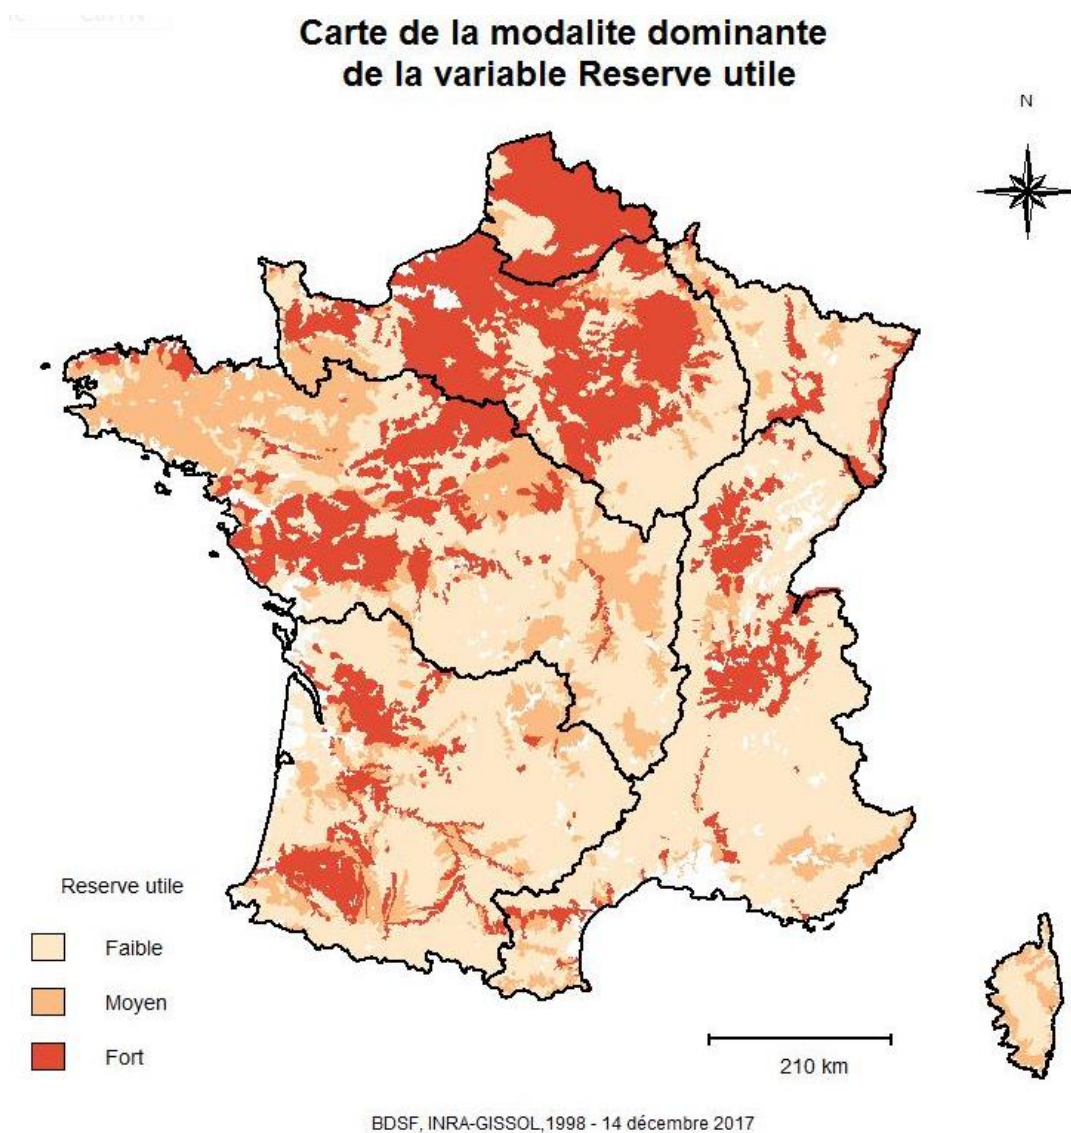 Carte de la modalite dominante
de la variable Reserve utile
N
Reserve utile
Faible
Moyen
Fort
210 km
BDSF, INRA-GISSOL,1998 - 14 décembre 2017